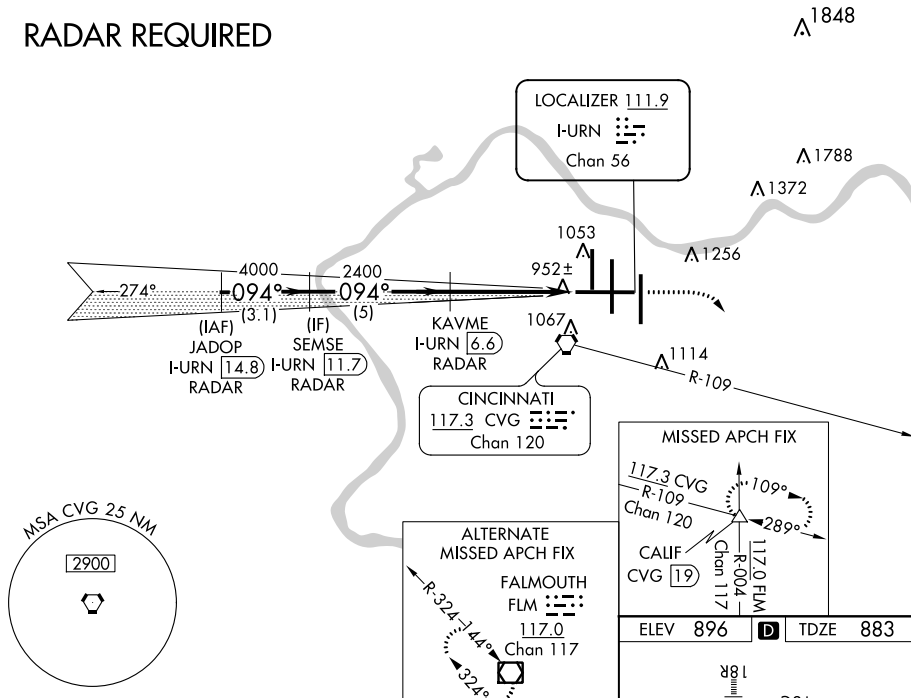 RADAR REQUIRED
1848
LOCALIZER 111.9
I-URN
Chan 56
1788
1372
1053
1256
952±
4000
2400
274°
094°
094°
(3.1)
(5)
(IAF)
JADOP
I-URN 14.8
RADAR
(IF)
SEMSE
I-URN 11.7
RADAR
KAVME
I-URN 6.6
RADAR
1067
1114
R-109
CINCINNATI
117.3 CVG
Chan 120
MISSED APCH FIX
117.3 CVG
R-109
Chan 120
109°
289°
CALIF
CVG 19
117.0 FLM
R-004
Chan 117
MSA CVG 25 NM
2900
ALTERNATE
MISSED APCH FIX
FALMOUTH
FLM
117.0
Chan 117
R-324
144°
324°
ELEV 896 D TDZE 883
18R